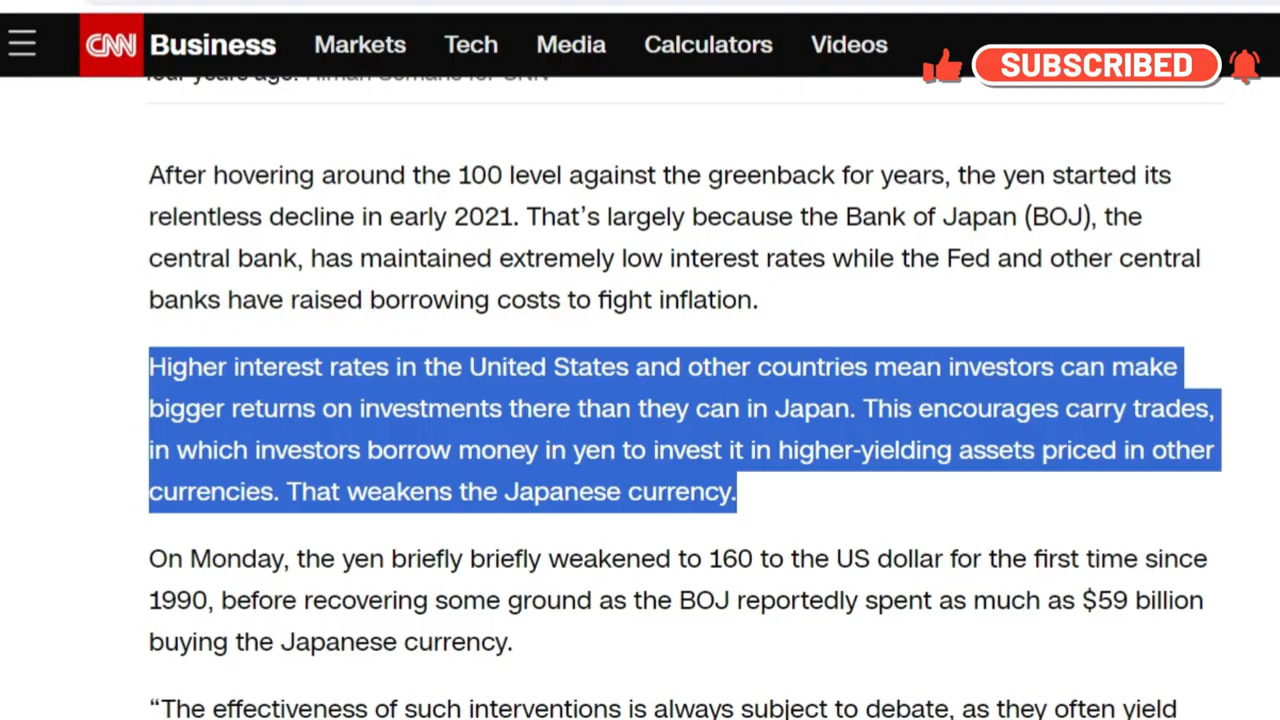 CNN Business Markets Tech Media Calculators Videos
SUBSCRIBED
four years ago.
After hovering around the 100 level against the greenback for years, the yen started its
relentless decline in early 2021. That’s largely because the Bank of Japan (BOJ), the
central bank, has maintained extremely low interest rates while the Fed and other central
banks have raised borrowing costs to fight inflation.
Higher interest rates in the United States and other countries mean investors can make
bigger returns on investments there than they can in Japan. This encourages carry trades,
in which investors borrow money in yen to invest it in higher-yielding assets priced in other
currencies. That weakens the Japanese currency.
On Monday, the yen briefly briefly weakened to 160 to the US dollar for the first time since
1990, before recovering some ground as the BOJ reportedly spent as much as $59 billion
buying the Japanese currency.
“The effectiveness of such interventions is always subject to debate, as they often yield